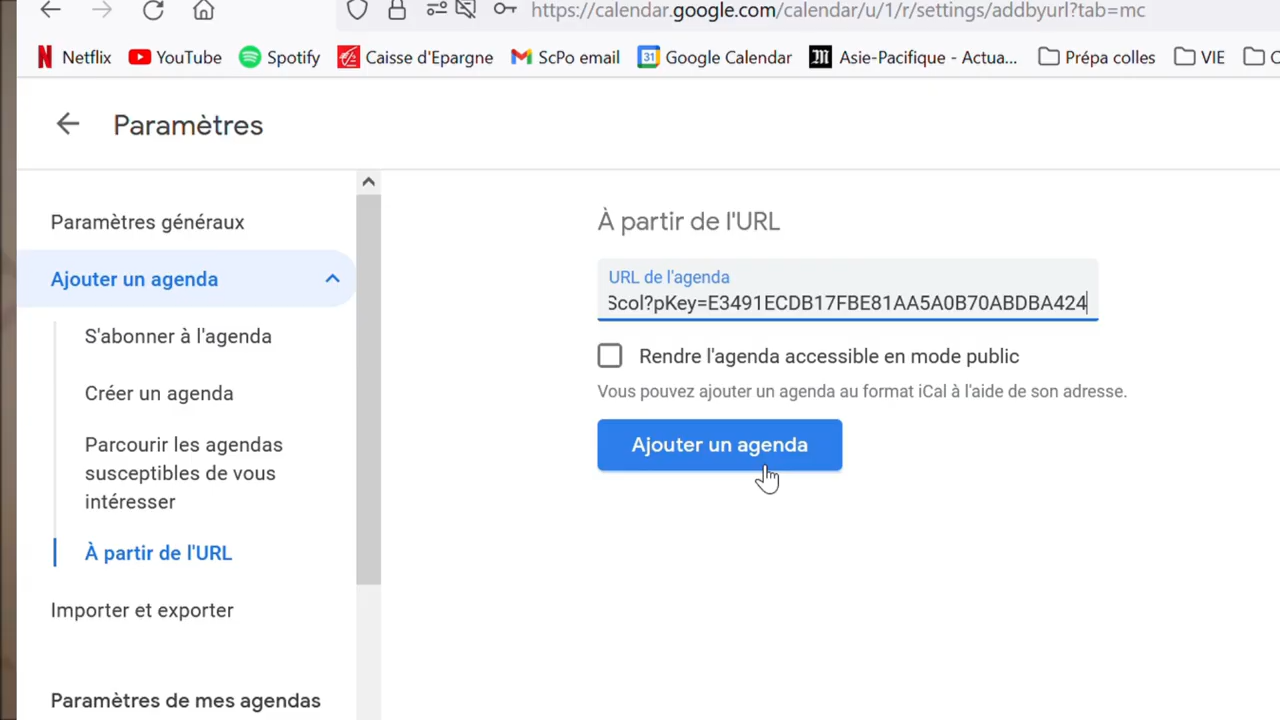 https://calendar.google.com/calendar/u/1/r/settings/addbyurl?tab=mc
Netflix YouTube Spotify Caisse d'Epargne ScPo email 31 Google Calendar M Asie-Pacifique - Actua... Prépa colles VIE
Paramètres
Paramètres généraux
Ajouter un agenda
S'abonner à l'agenda
Créer un agenda
Parcourir les agendas
susceptibles de vous
intéresser
À partir de l'URL
Importer et exporter
Paramètres de mes agendas
À partir de l'URL
URL de l'agenda
Scol?pKey=E3491ECDB17FBE81AA5A0B70ABDBA424
Rendre l'agenda accessible en mode public
Vous pouvez ajouter un agenda au format iCal à l'aide de son adresse.
Ajouter un agenda